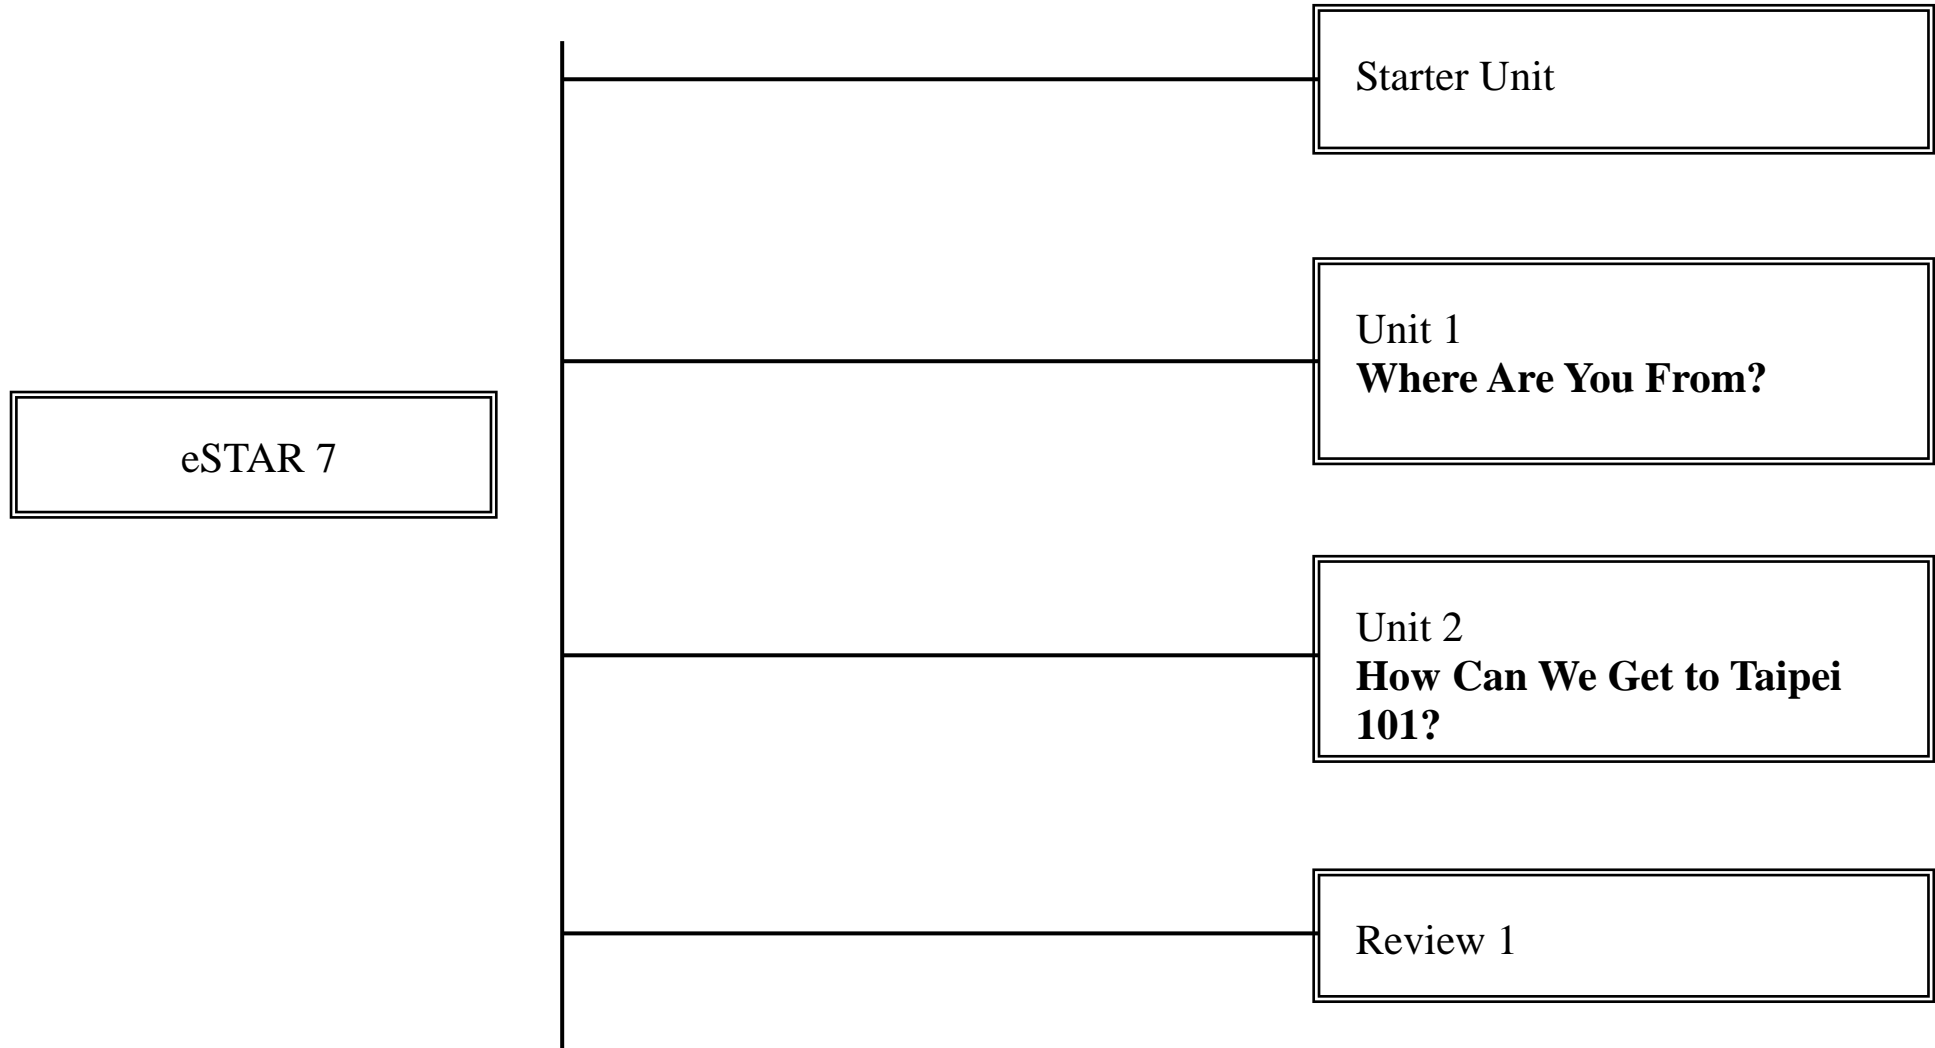 Starter Unit
Unit 1
Where Are You From?
eSTAR 7
Unit 2
How Can We Get to Taipei
101?
Review 1